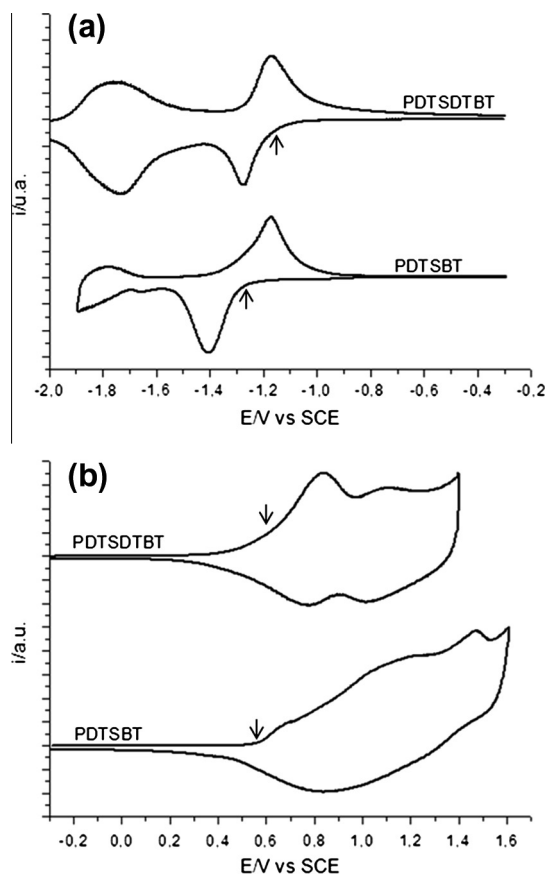 (a)
PDTSDTBT
i/u.a.
PDTSBT
-2,0 -1,8 -1,6 -1,4 -1,2 -1,0 -0,8 -0,6 -0,4 -0,2
E/V vs SCE
(b)
PDTSDTBT
i/a.u.
PDTSBT
-0,2 0,0 0,2 0,4 0,6 0,8 1,0 1,2 1,4 1,6
E/V vs SCE